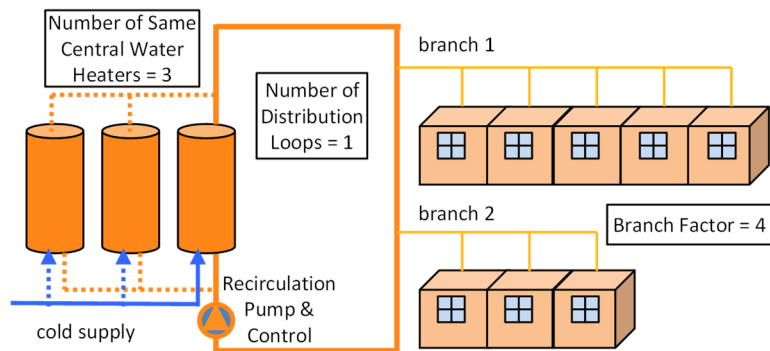 Number of Same
Central Water
Heaters = 3
Number of
Distribution
Loops = 1
branch 1
branch 2
Branch Factor = 4
Recirculation
Pump &
Control
cold supply